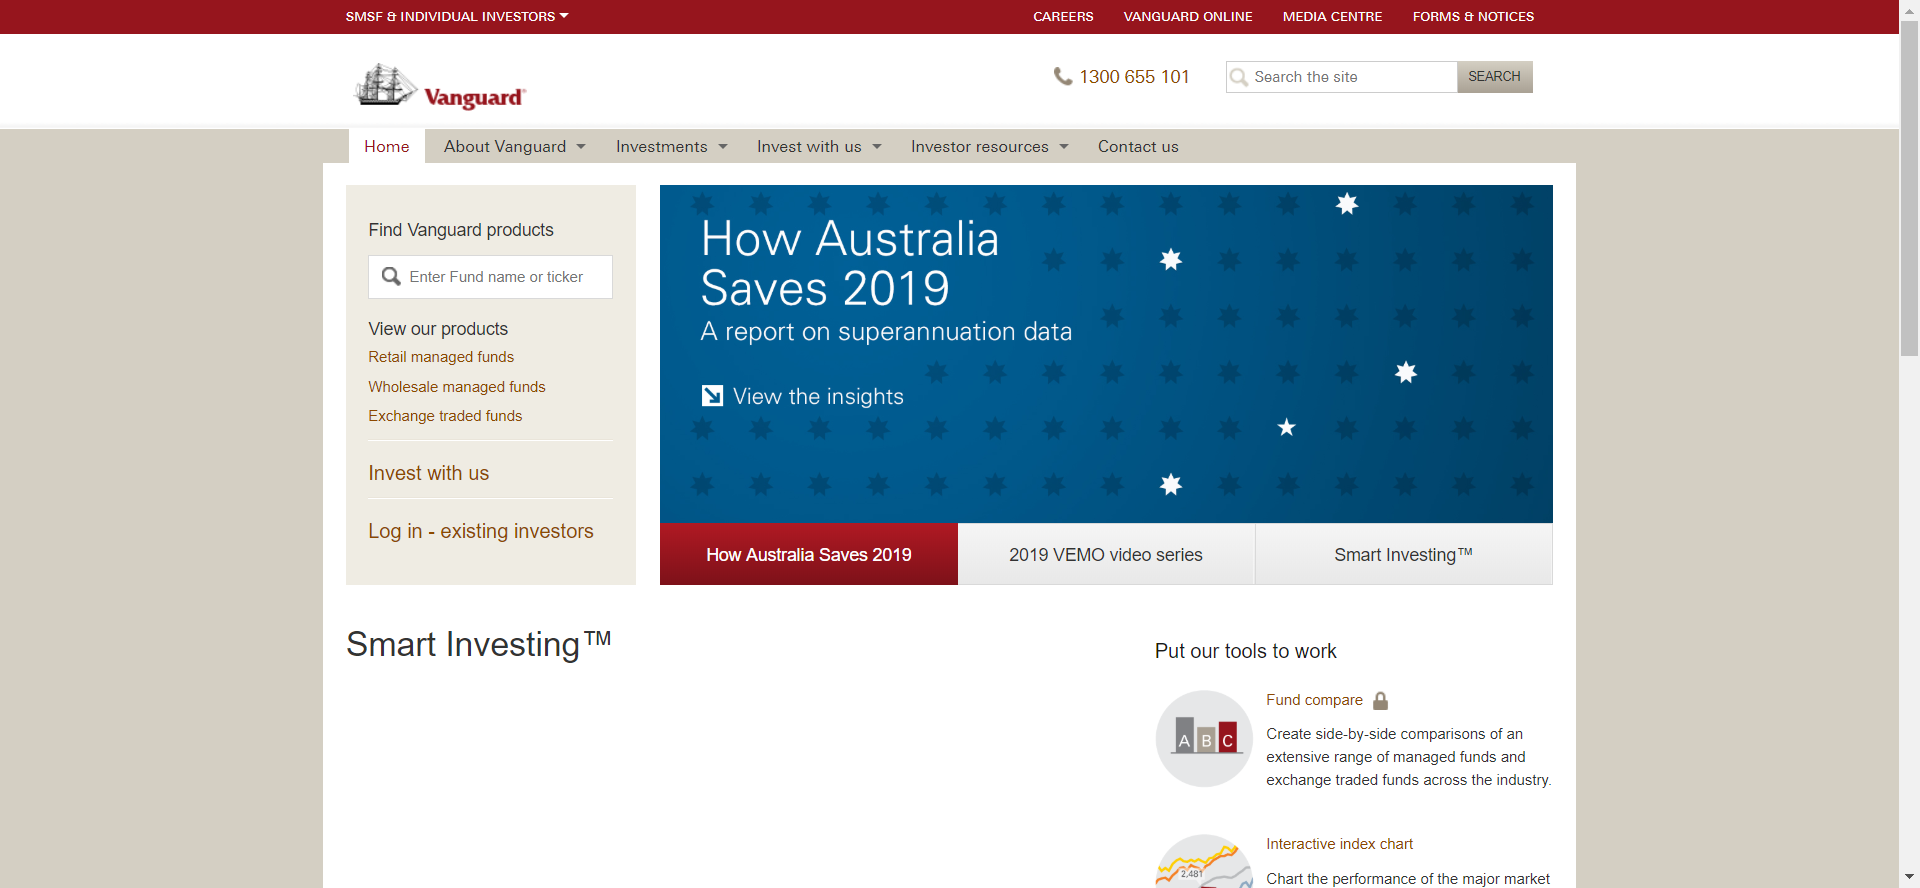 SMSF & INDIVIDUAL INVESTORS
CAREERS
VANGUARD ONLINE
MEDIA CENTRE
FORMS & NOTICES
Vanguard®
1300 655 101
Search the site
SEARCH
Home
About Vanguard
Investments
Invest with us
Investor resources
Contact us
Find Vanguard products
Enter Fund name or ticker
View our products
Retail managed funds
Wholesale managed funds
Exchange traded funds
Invest with us
Log in - existing investors
How Australia
Saves 2019
A report on superannuation data
View the insights
How Australia Saves 2019
2019 VEMO video series
Smart Investing™
Smart Investing™
Put our tools to work
A B C
Fund compare
Create side-by-side comparisons of an
extensive range of managed funds and
exchange traded funds across the industry.
2,481
Interactive index chart
Chart the performance of the major market